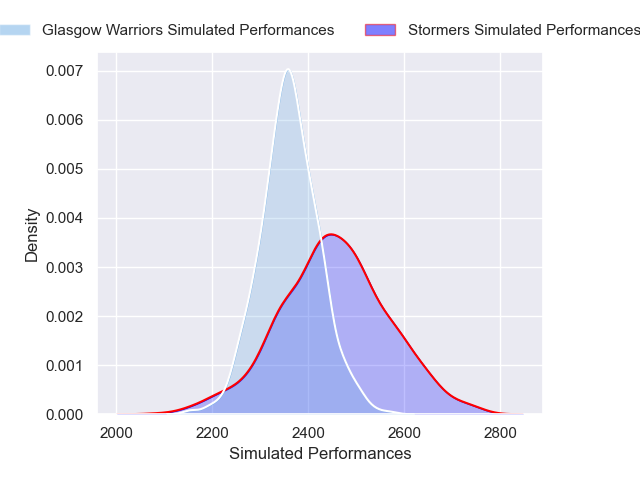 Glasgow Warriors Simulated Performances Stormers Simulated Performances
0.007
0.006
0.005
0.004
0.003
0.002
0.001
0.000
Density
2000 2200 2400 2600 2800
Simulated Performances